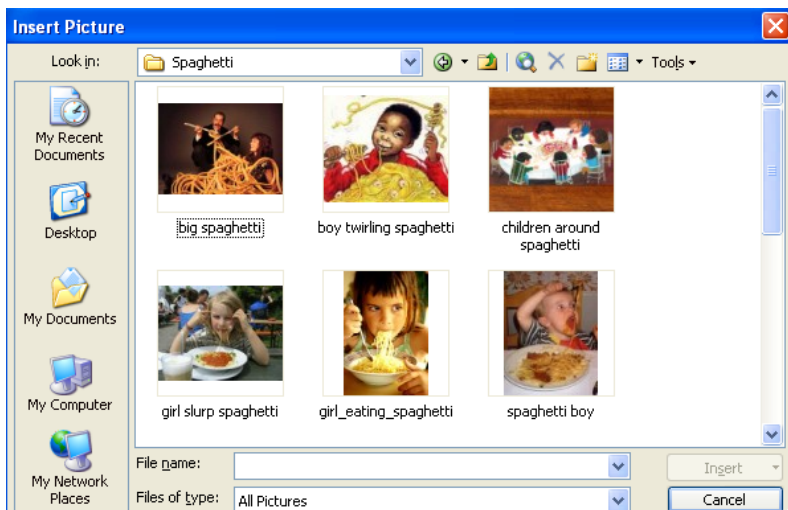 Insert Picture
Look in:
Spaghetti
Tools
My Recent
Documents
Desktop
My Documents
My Computer
My Network
Places
big spaghetti
boy twirling spaghetti
children around
spaghetti
girl slurp spaghetti
girl_eating_spaghetti
spaghetti boy
File name:
Insert
Files of type:
All Pictures
Cancel